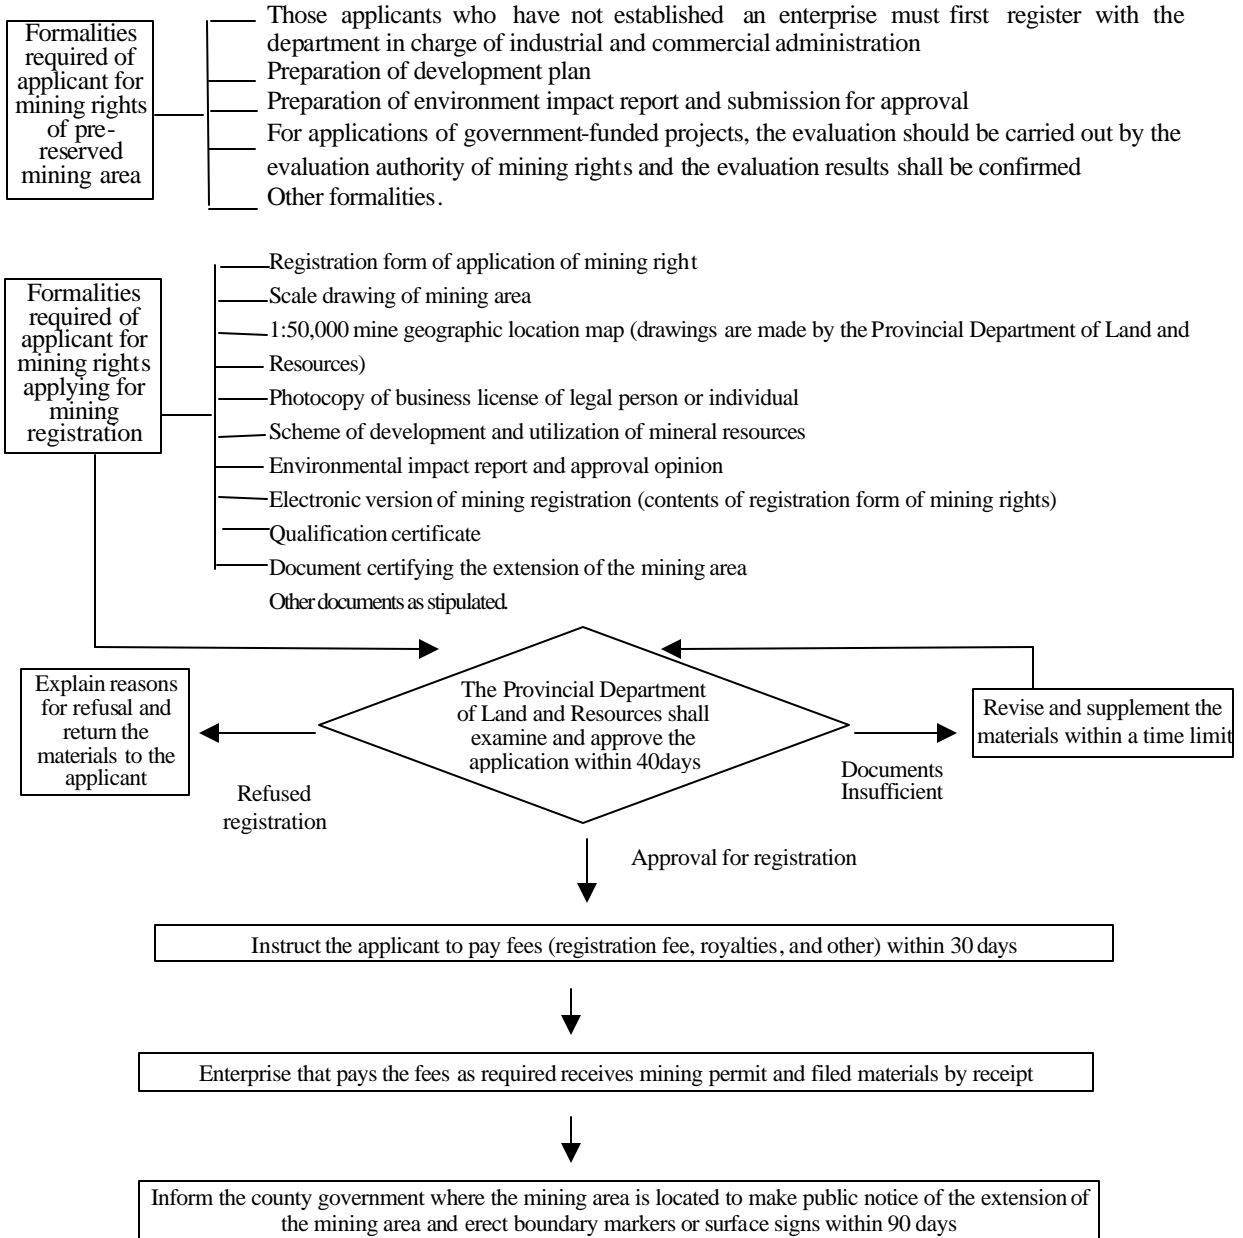 Formalities
required of
applicant for
mining rights
of pre-
reserved
mining area
Those applicants who have not established an enterprise must first register with the
department in charge of industrial and commercial administration
Preparation of development plan
Preparation of environment impact report and submission for approval
For applications of government-funded projects, the evaluation should be carried out by the
evaluation authority of mining rights and the evaluation results shall be confirmed
Other formalities.
Formalities
required of
applicant for
mining rights
applying for
mining
registration
Registration form of application of mining right
Scale drawing of mining area
1:50,000 mine geographic location map (drawings are made by the Provincial Department of Land and
Resources)
Photocopy of business license of legal person or individual
Scheme of development and utilization of mineral resources
Environmental impact report and approval opinion
Electronic version of mining registration (contents of registration form of mining rights)
Qualification certificate
Document certifying the extension of the mining area
Other documents as stipulated.
Explain reasons
for refusal and
return the
materials to the
applicant
Refused
registration
The Provincial Department
of Land and Resources shall
examine and approve the
application within 40days
Documents
Insufficient
Revise and supplement the
materials within a time limit
Approval for registration
Instruct the applicant to pay fees (registration fee, royalties, and other) within 30 days
Enterprise that pays the fees as required receives mining permit and filed materials by receipt
Inform the county government where the mining area is located to make public notice of the extension of
the mining area and erect boundary markers or surface signs within 90 days